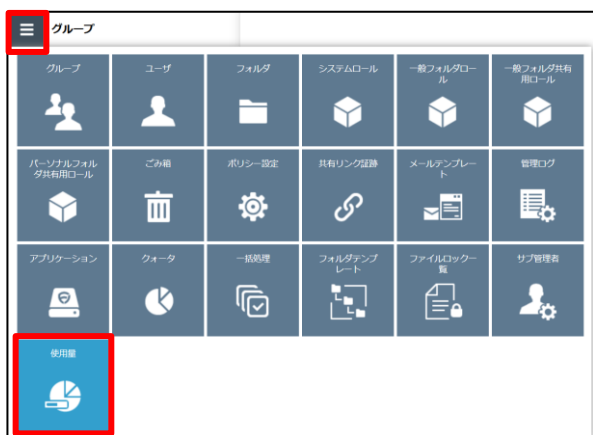 グループ
グループ
ユーザ
フォルダ
システムロール
一般フォルダロー
ル
一般フォルダ共有
用ロール
パーソナルフォル
ダ共有用ロール
ごみ箱
ポリシー設定
共有リンク証跡
メールテンプレー
ト
管理ログ
アプリケーション
クォータ
一括処理
フォルダテンプ
レート
ファイルロック一
覧
サブ管理者
使用量